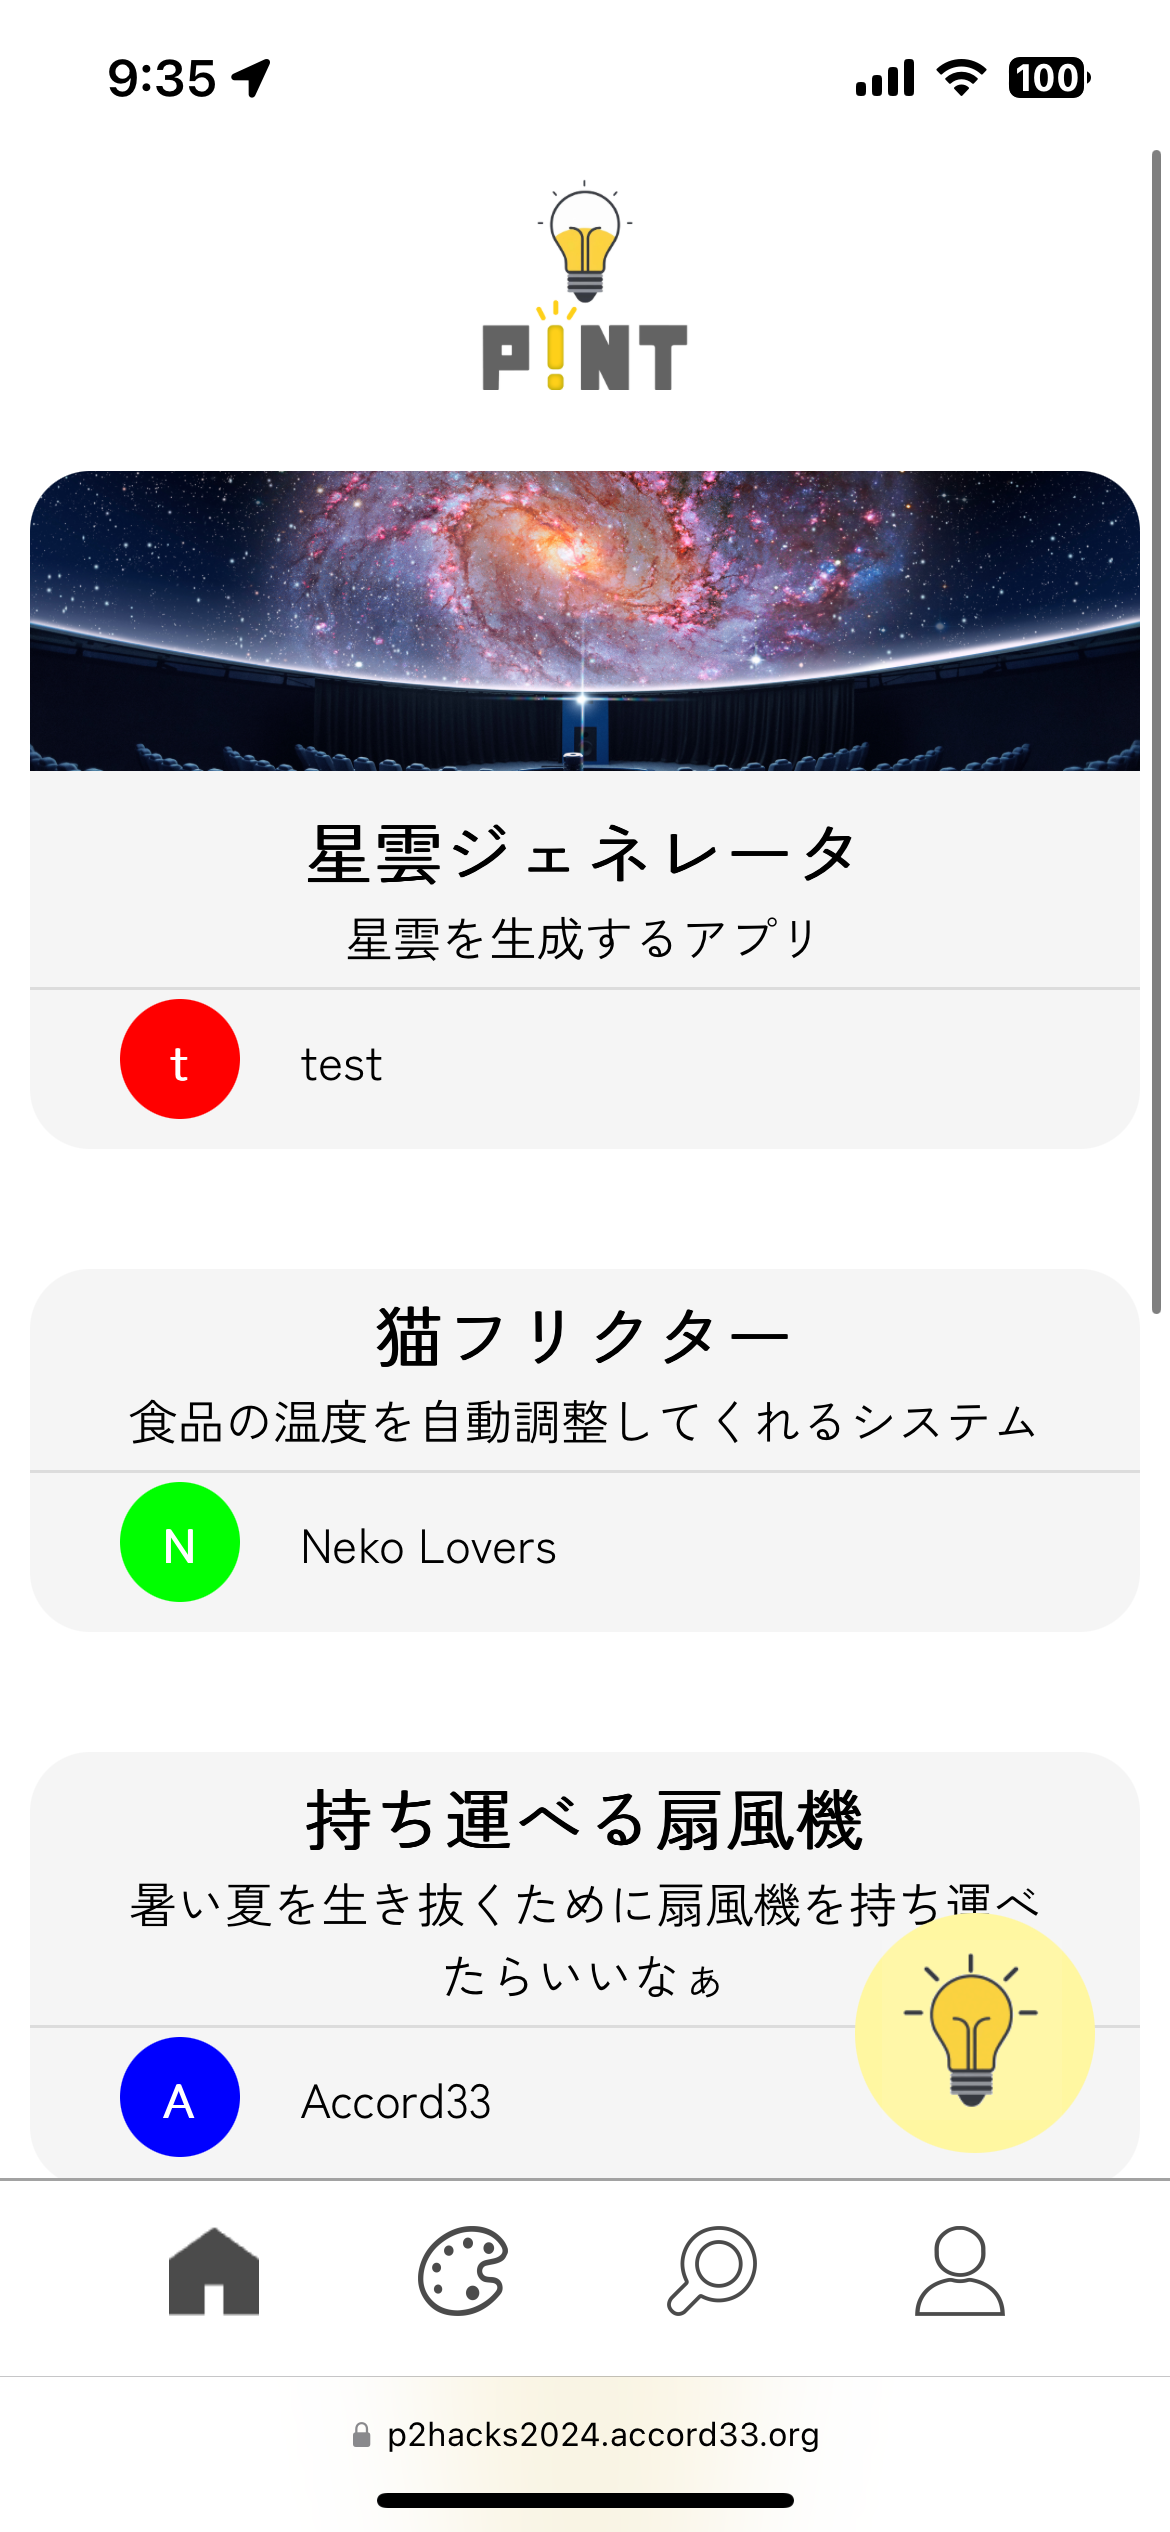 9:35
100
P!NT
星雲ジェネレータ
星雲を生成するアプリ
t
test
猫フリクター
食品の温度を自動調整してくれるシステム
N
Neko Lovers
持ち運べる扇風機
暑い夏を生き抜くために扇風機を持ち運べ
たらいいなぁ
A
Accord33
p2hacks2024.accord33.org